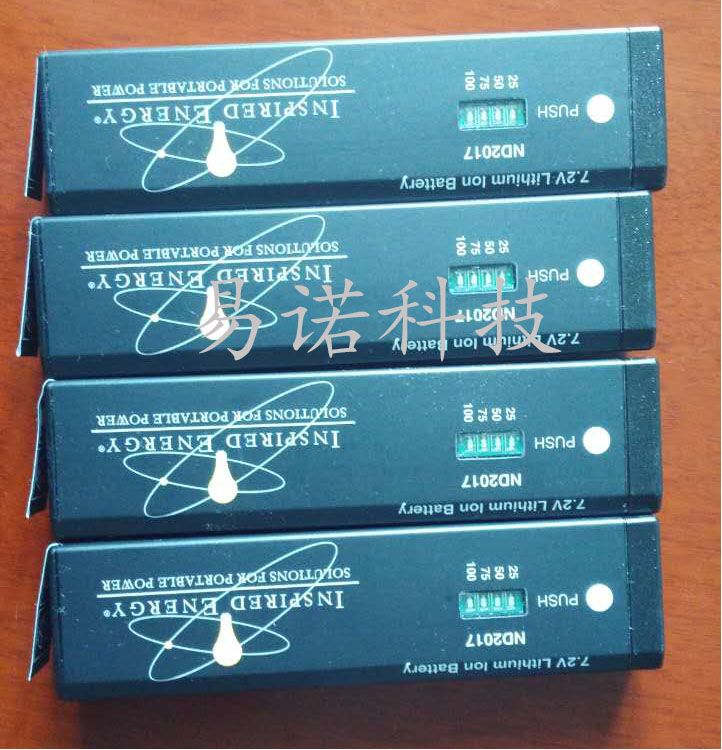 7.2V Lithium Ion Battery
ND2017
PUSH
25
50
75
100
INSPIRED ENERGY®
SOLUTIONS FOR PORTABLE POWER
7.2V Lithium Ion Battery
ND2017
PUSH
25
50
75
100
INSPIRED ENERGY®
SOLUTIONS FOR PORTABLE POWER
易诺科技
7.2V Lithium Ion Battery
ND2017
PUSH
25
50
75
100
INSPIRED ENERGY®
SOLUTIONS FOR PORTABLE POWER
7.2V Lithium Ion Battery
ND2017
PUSH
25
50
75
100
INSPIRED ENERGY®
SOLUTIONS FOR PORTABLE POWER